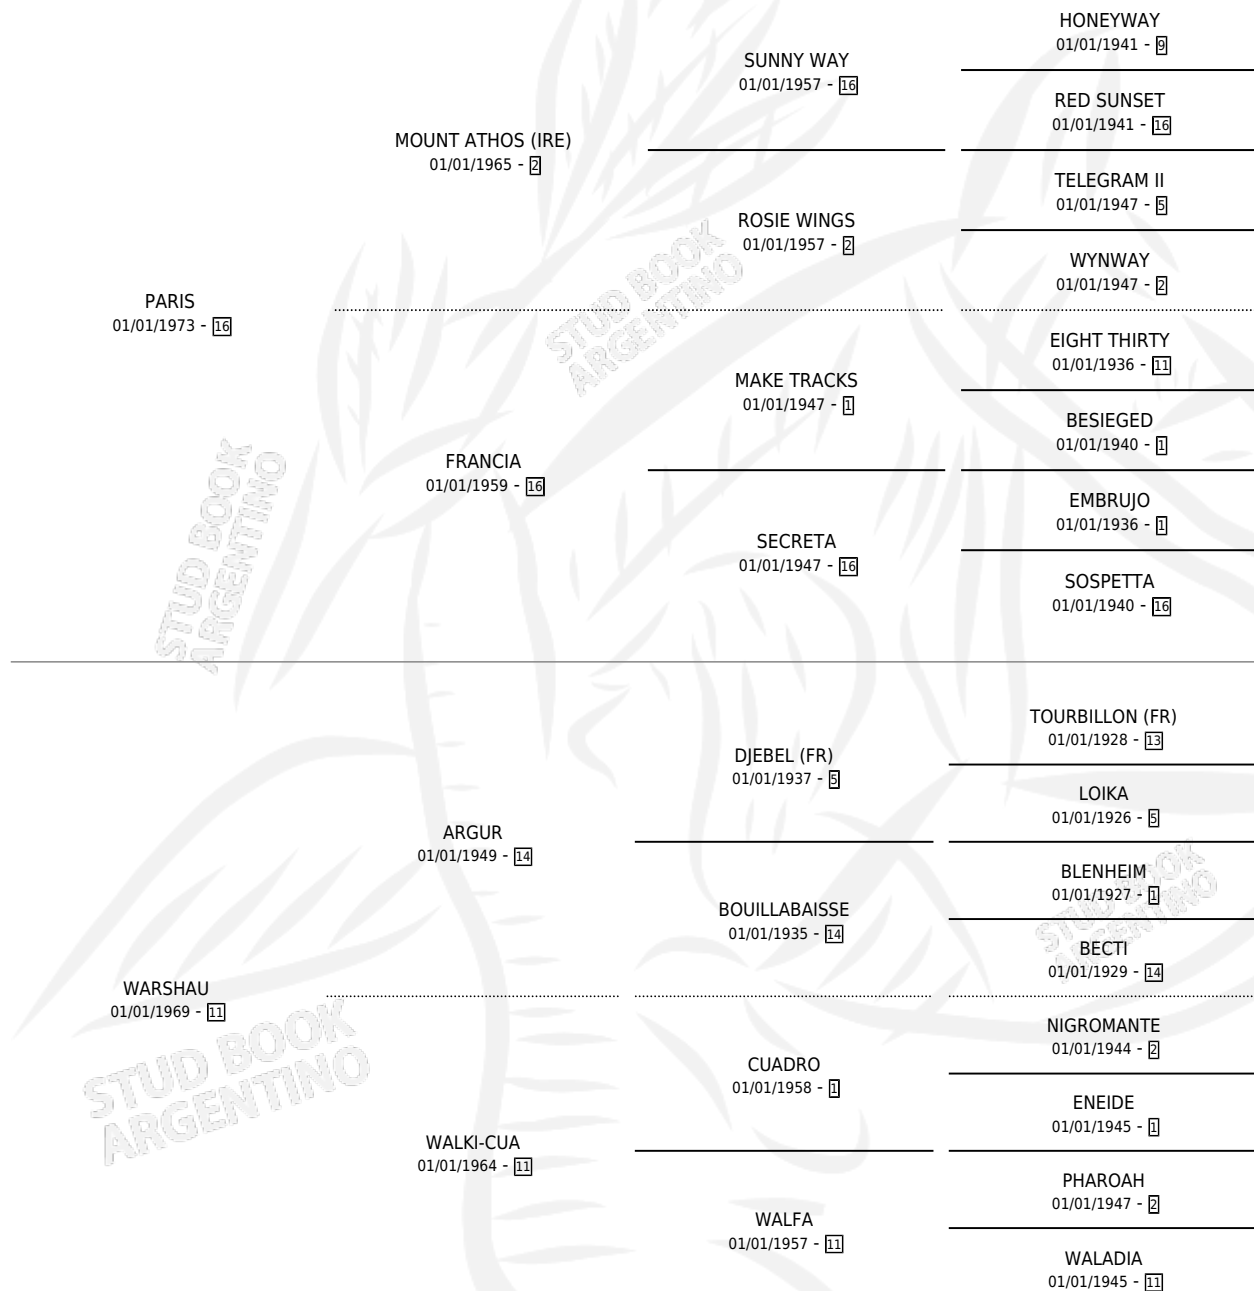 HONEYWAY
01/01/1941 - 9
SUNNY WAY
01/01/1957 - 16
RED SUNSET
01/01/1941 - 16
MOUNT ATHOS (IRE)
01/01/1965 - 2
TELEGRAM II
01/01/1947 - 5
ROSIE WINGS
01/01/1957 - 2
WYNWAY
01/01/1947 - 2
PARIS
01/01/1973 - 16
EIGHT THIRTY
01/01/1936 - 11
MAKE TRACKS
01/01/1947 - 1
BESIEGED
01/01/1940 - 1
FRANCIA
01/01/1959 - 16
EMBRUJO
01/01/1936 - 1
SECRETA
01/01/1947 - 16
SOSPETTA
01/01/1940 - 16
TOURBILLON (FR)
01/01/1928 - 13
DJEBEL (FR)
01/01/1937 - 5
LOIKA
01/01/1926 - 5
ARGUR
01/01/1949 - 14
BLENHEIM
01/01/1927 - 1
BOUILLABAISSE
01/01/1935 - 14
BECTI
01/01/1929 - 14
WARSHAU
01/01/1969 - 11
NIGROMANTE
01/01/1944 - 2
CUADRO
01/01/1958 - 1
ENEIDE
01/01/1945 - 1
WALKI-CUA
01/01/1964 - 11
PHAROAH
01/01/1947 - 2
WALFA
01/01/1957 - 11
WALADIA
01/01/1945 - 11
STUD BOOK
ARGENTINO
STUD BOOK
ARGENTINO
STUD BOOK
ARGENTINO
STUD BOOK
ARGENTINO